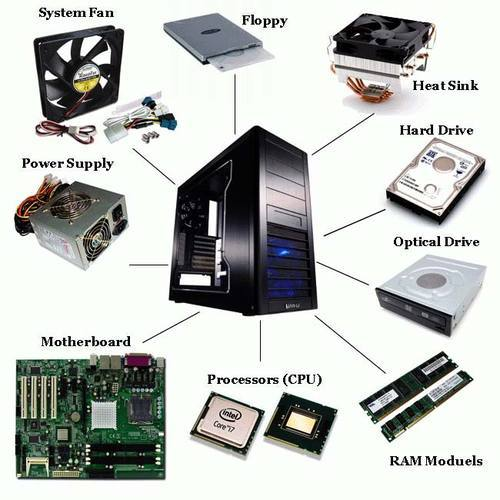 System Fan
Floppy
Heat Sink
Hard Drive
Power Supply
Optical Drive
Motherboard
Processors (CPU)
intel
Core i7
RAM Moduels